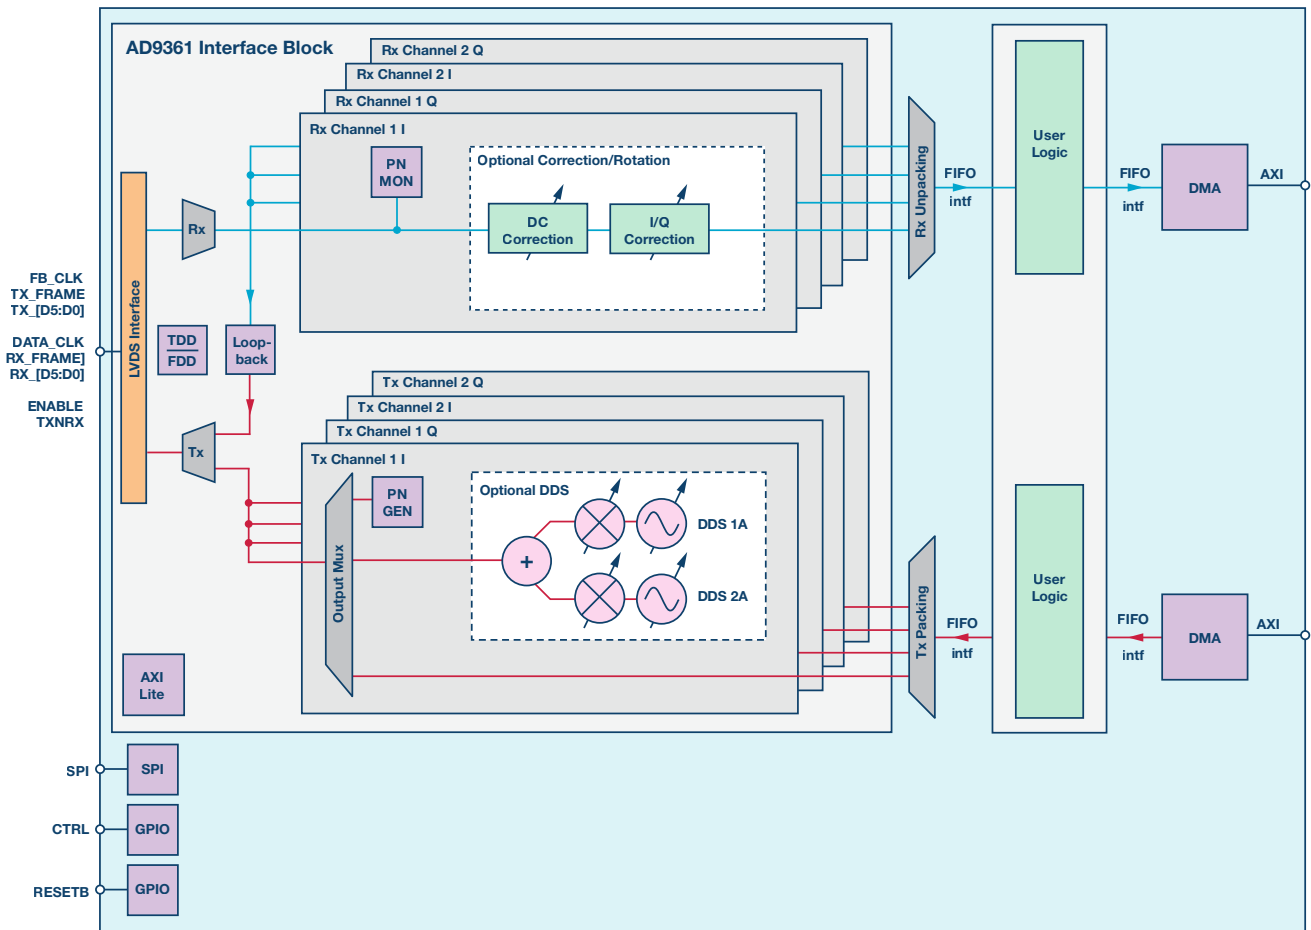 AD9361 Interface Block
Rx Channel 2 Q
Rx Channel 2 I
Rx Channel 1 Q
Rx Channel 1 I
PN
MON
Optional Correction/Rotation
DC
Correction
I/Q
Correction
Rx Unpacking
FIFO
intf
User
Logic
FIFO
intf
DMA
AXI
Rx
LVDS Interface
FB_CLK
TX_FRAME
TX_[D5:D0]
DATA_CLK
RX_FRAME]
RX_[D5:D0]
ENABLE
TXNRX
TDD
FDD
Loop-
back
Tx
Tx Channel 2 Q
Tx Channel 2 I
Tx Channel 1 Q
Tx Channel 1 I
Output Mux
PN
GEN
Optional DDS
+
DDS 1A
DDS 2A
Tx Packing
FIFO
intf
User
Logic
FIFO
intf
DMA
AXI
AXI
Lite
SPI
SPI
CTRL
GPIO
RESETB
GPIO